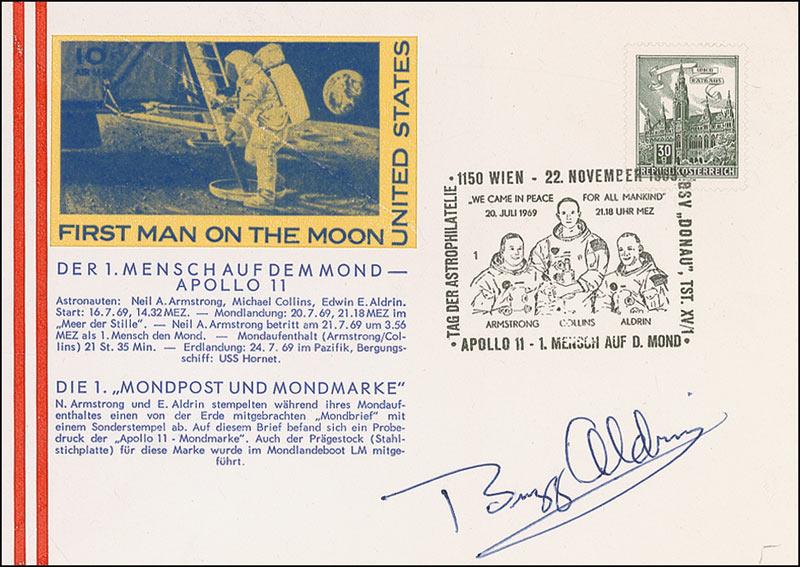 10c
AIR MAIL
UNITED STATES
FIRST MAN ON THE MOON
DER 1. MENSCH AUF DEM MOND —
APOLLO 11
Astronauten: Neil A. Armstrong, Michael Collins, Edwin E. Aldrin.
Start: 16.7.69, 14.32 MEZ. — Mondlandung: 20.7.69, 21.18 MEZ im
„Meer der Stille". — Neil A. Armstrong betritt am 21.7.69 um 3.56
MEZ als 1. Mensch den Mond. — Mondaufenthalt (Armstrong/Col-
lins) 21 St. 35 Min. — Erdlandung: 24.7.69 im Pazifik, Bergungs-
schiff: USS Hornet.
DIE 1. „MONDPOST UND MONDMARKE"
N. Armstrong und E. Aldrin stempelten während ihres Mondauf-
enthaltes einen von der Erde mitgebrachten „Mondbrief" mit
einem Sonderstempel ab. Auf diesem Brief befand sich ein Probe-
druck der „Apollo 11 - Mondmarke". Auch der Prägestock (Stahl-
stichplatte) für diese Marke wurde im Mondlandeboot LM mitge-
führt.
WIEN
RATHAUS
30
REPUBLIK ÖSTERREICH
• 1150 WIEN - 22. NOVEMBER 1969
BSV „DONAU", TST. XV/1
• TAG DER ASTROPHILATELIE •
„WE CAME IN PEACE FOR ALL MANKIND"
20. JULI 1969 21.18 UHR MEZ
1
ARMSTRONG COLLINS ALDRIN
• APOLLO 11 - 1. MENSCH AUF D. MOND •
Buzz Aldrin